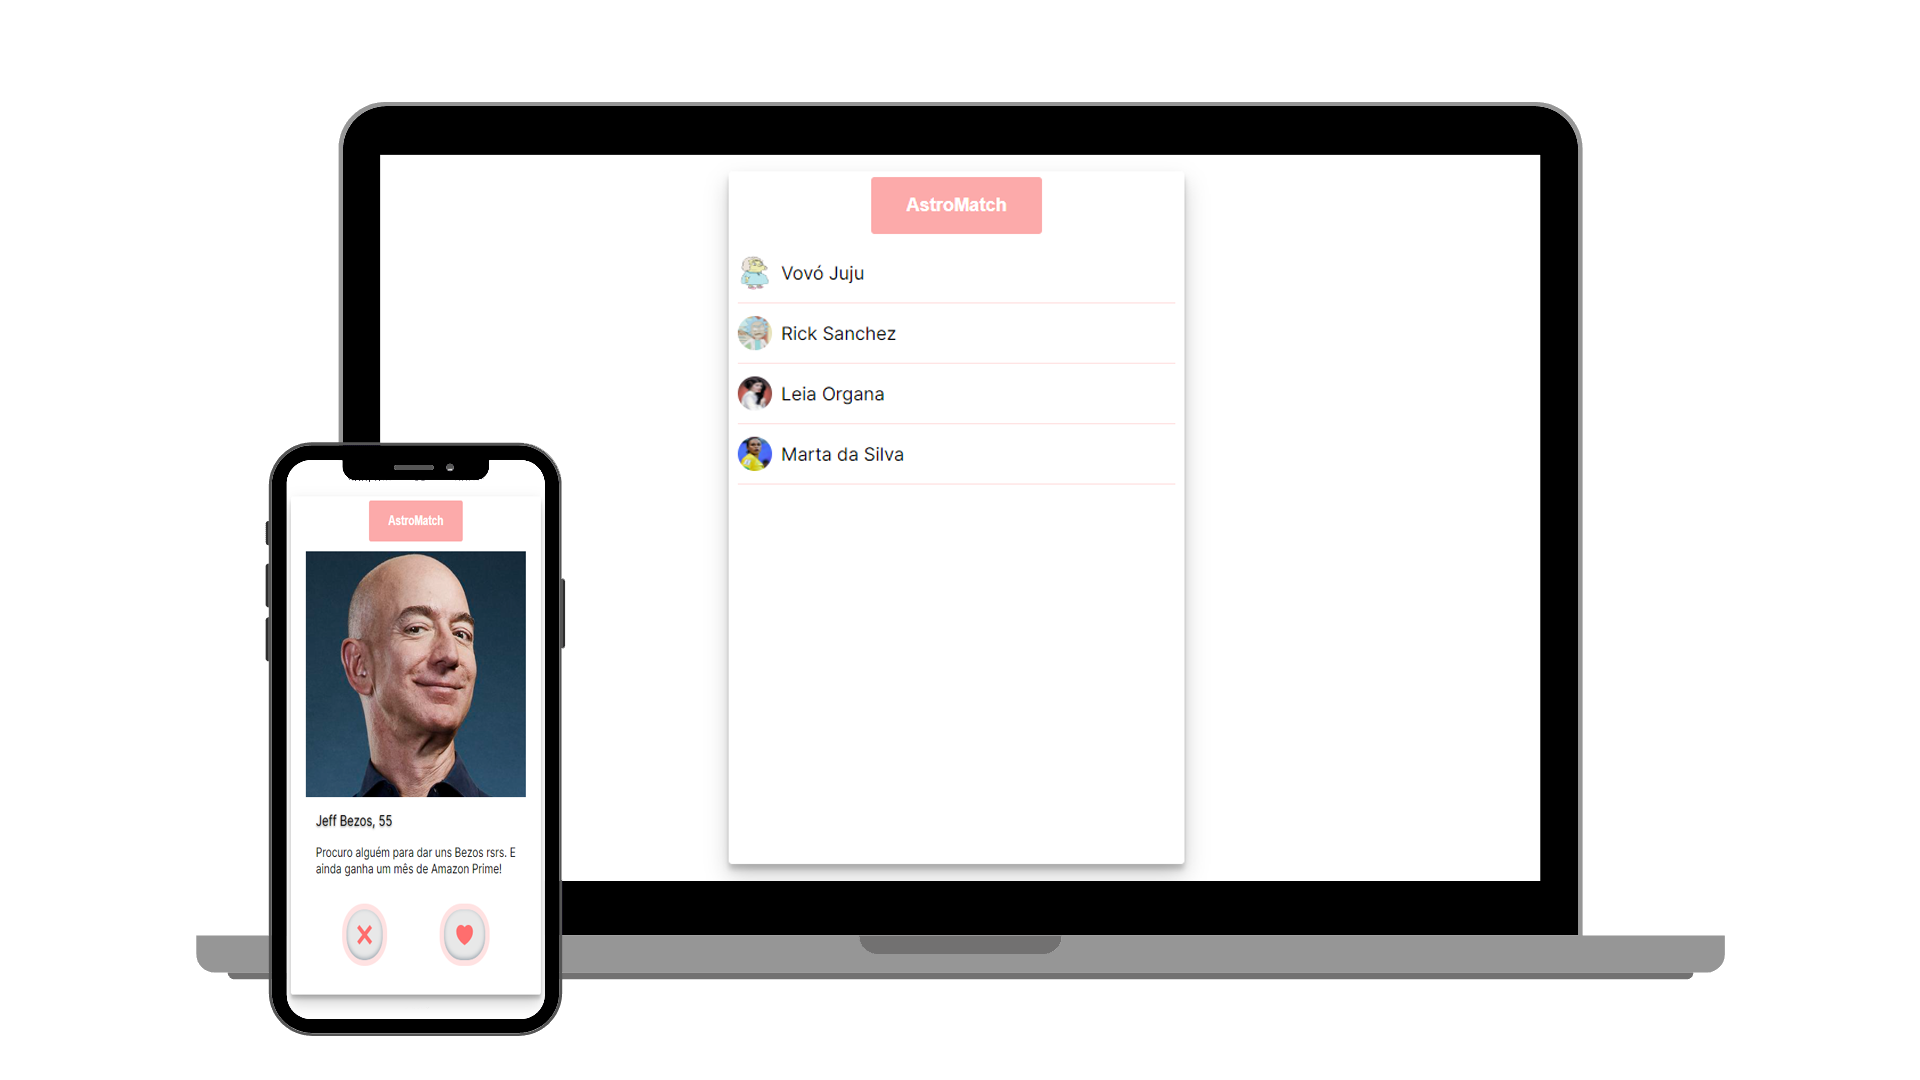 AstroMatch
Vovó Juju
Rick Sanchez
Leia Organa
Marta da Silva
AstroMatch
Jeff Bezos, 55
Procuro alguém para dar uns Bezos rsrs. E
ainda ganha um mês de Amazon Prime!